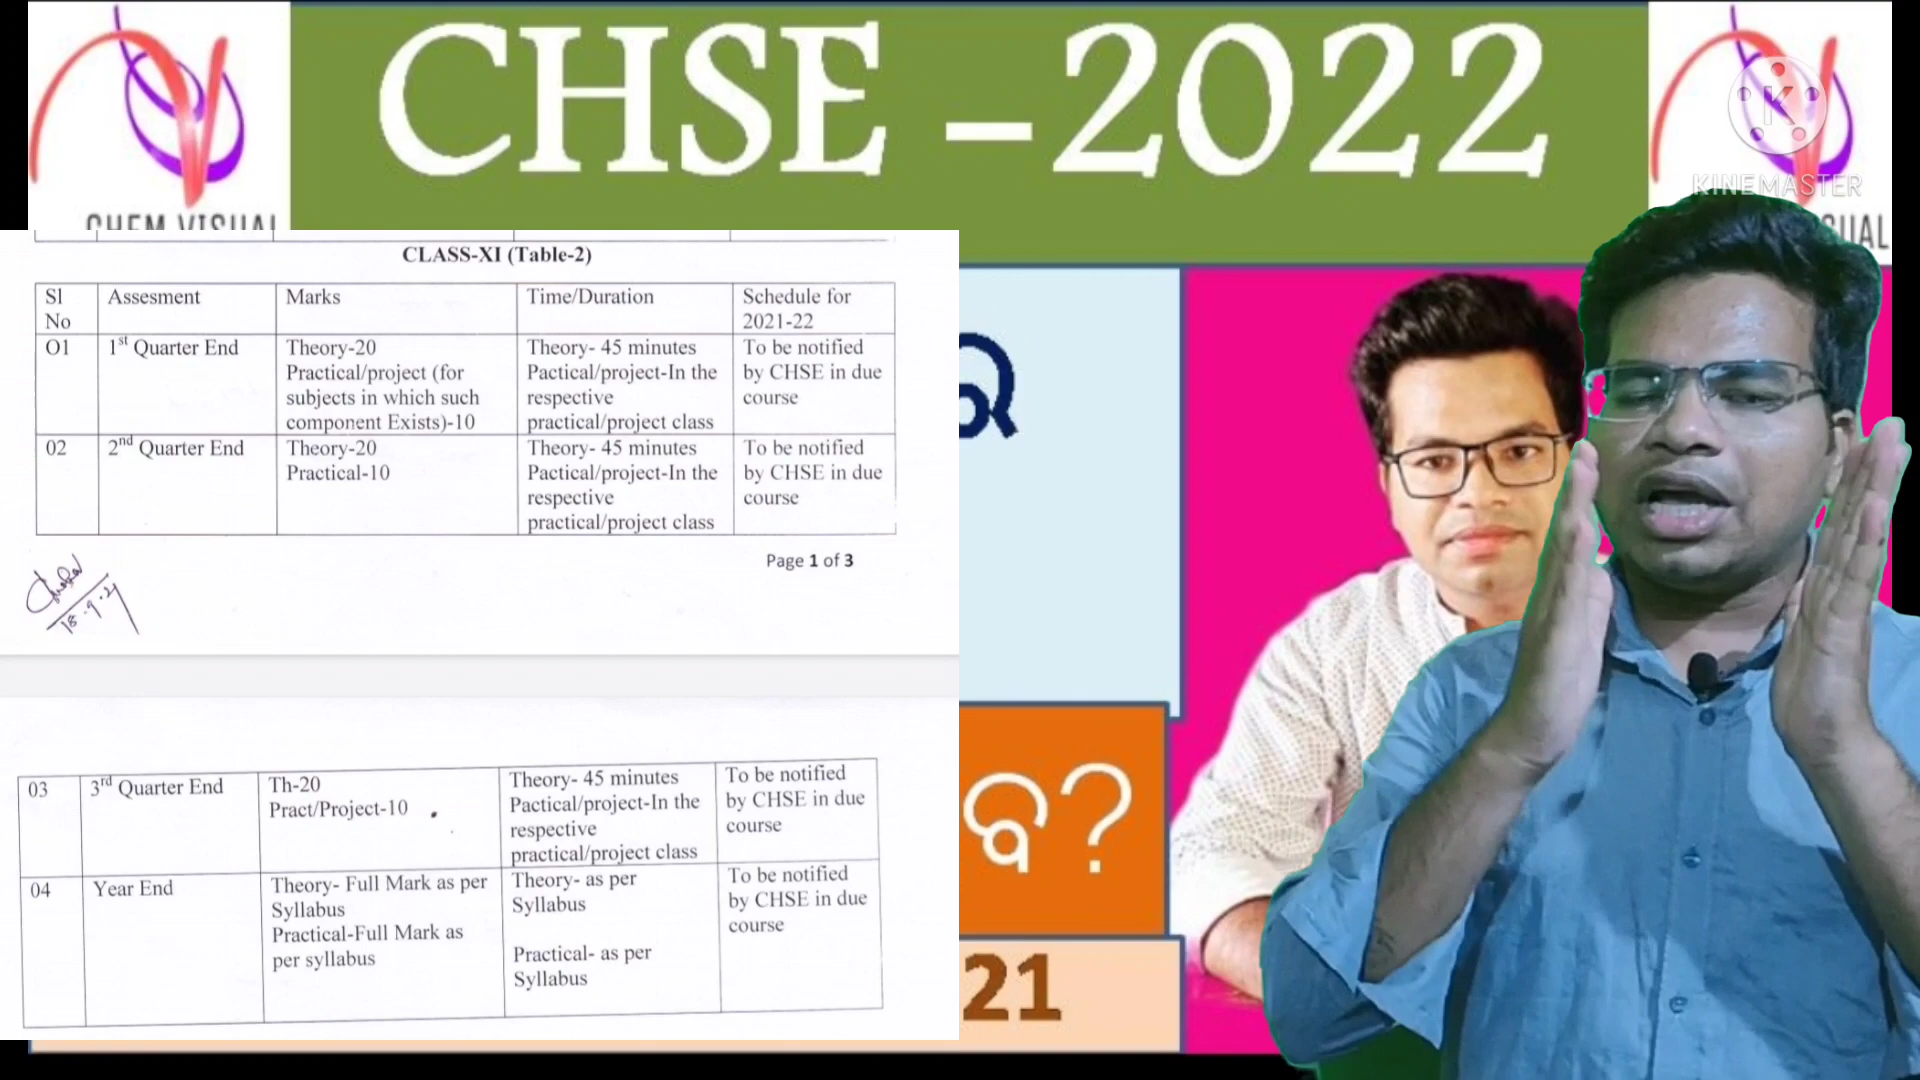 CHSE -2022
CHEM VISUAL
KINEMASTER
UAL
CLASS-XI (Table-2)
Sl No | Assesment | Marks | Time/Duration | Schedule for 2021-22
O1 | 1st Quarter End | Theory-20 Practical/project (for subjects in which such component Exists)-10 | Theory- 45 minutes Pactical/project-In the respective practical/project class | To be notified by CHSE in due course
02 | 2nd Quarter End | Theory-20 Practical-10 | Theory- 45 minutes Pactical/project-In the respective practical/project class | To be notified by CHSE in due course
18.9.21
Page 1 of 3
03 | 3rd Quarter End | Th-20 Pract/Project-10 | Theory- 45 minutes Pactical/project-In the respective practical/project class | To be notified by CHSE in due course
04 | Year End | Theory- Full Mark as per Syllabus Practical-Full Mark as per syllabus | Theory- as per Syllabus Practical- as per Syllabus | To be notified by CHSE in due course
ର
ବ?
21